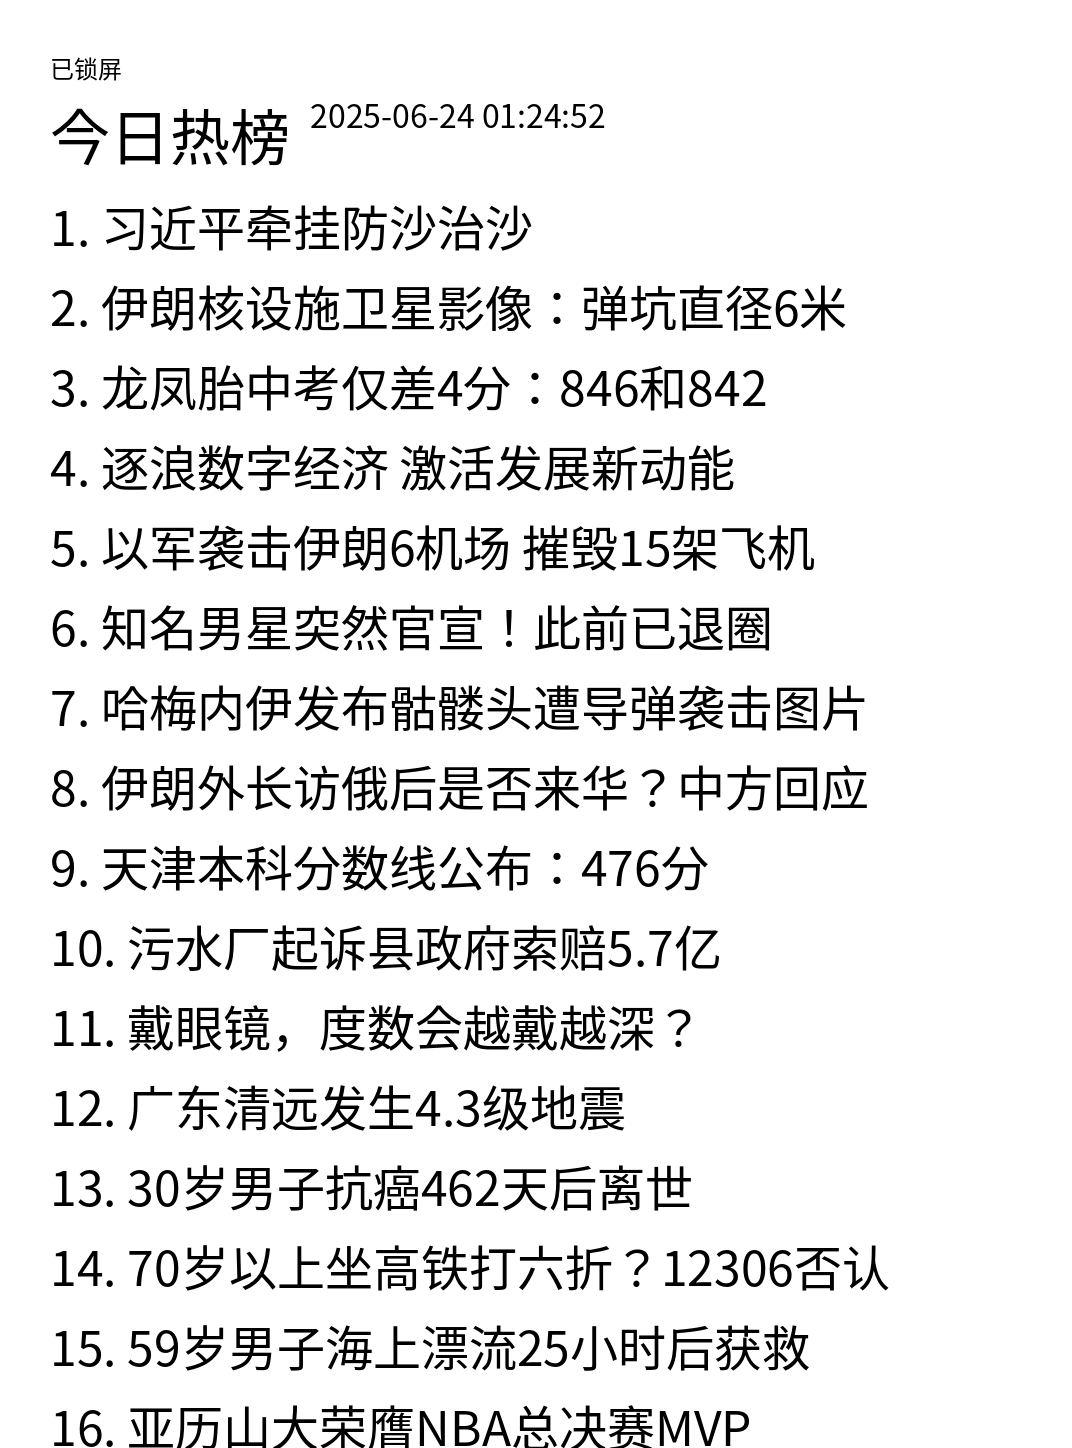 已锁屏
今日热榜 2025-06-24 01:24:52
1. 习近平牵挂防沙治沙
2. 伊朗核设施卫星影像：弹坑直径6米
3. 龙凤胎中考仅差4分：846和842
4. 逐浪数字经济 激活发展新动能
5. 以军袭击伊朗6机场 摧毁15架飞机
6. 知名男星突然官宣！此前已退圈
7. 哈梅内伊发布骷髅头遭导弹袭击图片
8. 伊朗外长访俄后是否来华？中方回应
9. 天津本科分数线公布：476分
10. 污水厂起诉县政府索赔5.7亿
11. 戴眼镜，度数会越戴越深？
12. 广东清远发生4.3级地震
13. 30岁男子抗癌462天后离世
14. 70岁以上坐高铁打六折？12306否认
15. 59岁男子海上漂流25小时后获救
16. 亚历山大荣膺NBA总决赛MVP